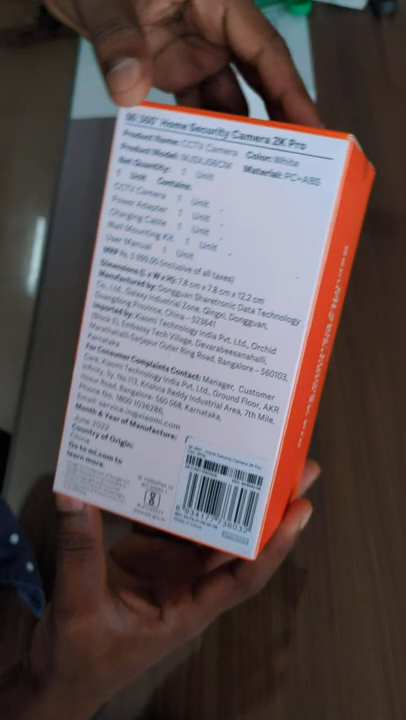 Mi 360° Home Security Camera 2K Pro
Product Name: CCTV Camera Color: White
Product Model: Material: PC+ABS
Net Quantity: 1 Unit
1 Unit Contains:
CCTV Camera 1 Unit
Power Adapter 1 Unit
Charging Cable 1 Unit
Wall Mounting Kit 1 Unit
User Manual 1 Unit
MRP Rs. (inclusive of all taxes)
Dimensions (L x W x H): 7.8 cm x 7.8 cm x 12.2 cm
Manufactured by: Dongguan Sharetronic Data Technology
Co., Ltd., Galaxy Industrial Zone, Qingxi, Dongguan,
Guangdong Province, China - 523641
Imported by: Xiaomi Technology India Pvt. Ltd., Orchid
(Block E), Embassy Tech Village, Devarabeesanahalli,
Marathahalli-Sarjapur Outer Ring Road, Bangalore - 560103,
Karnataka
For Consumer Complaints Contact: Manager, Customer
Care, Xiaomi Technology India Pvt. Ltd., Ground Floor, AKR
Infinity, Sy. No. 113, Krishna Reddy Industrial Area, 7th Mile,
Hosur Road, Bangalore- 560 068, Karnataka,
Phone No. 1800 1036286,
Email: service.in@xiaomi.com
Month & Year of Manufacture:
June 2022
Country of Origin:
China
Go to mi.com to
learn more.